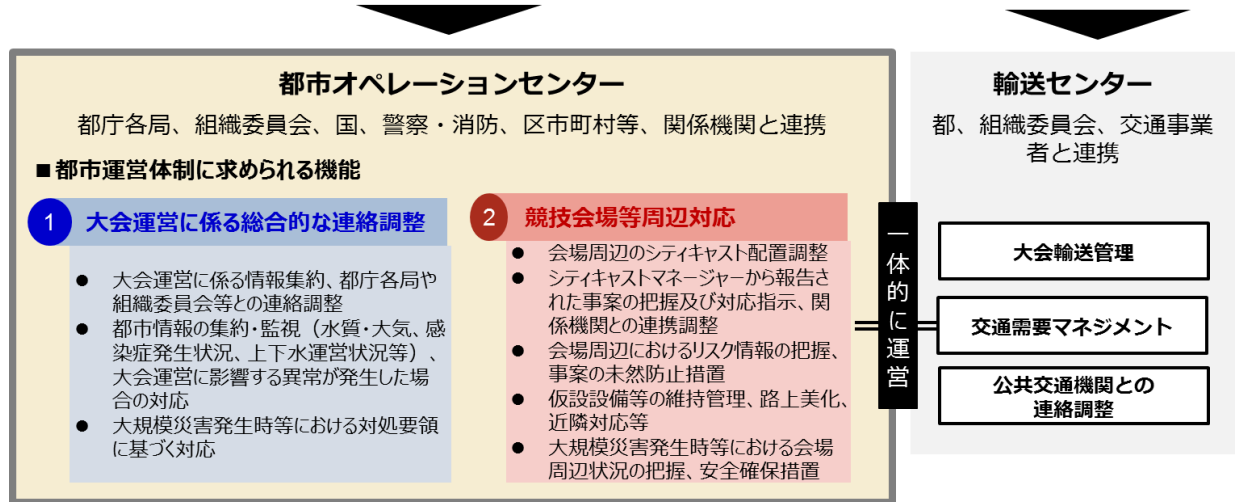 都市オペレーションセンター
都庁各局、組織委員会、国、警察・消防、区市町村等、関係機関と連携
■都市運営体制に求められる機能
1 大会運営に係る総合的な連絡調整
● 大会運営に係る情報集約、都庁各局や
組織委員会等との連絡調整
● 都市情報の集約・監視（水質・大気、感
染症発生状況、上下水運営状況等）、
大会運営に影響する異常が発生した場
合の対応
● 大規模災害発生時等における対処要領
に基づく対応
2 競技会場等周辺対応
● 会場周辺のシティキャスト配置調整
● シティキャストマネージャーから報告さ
れた事案の把握及び対応指示、関
係機関との連携調整
● 会場周辺におけるリスク情報の把握、
事案の未然防止措置
● 仮設設備等の維持管理、路上美化、
近隣対応等
● 大規模災害発生時等における会場
周辺状況の把握、安全確保措置
一体的に運営
輸送センター
都、組織委員会、交通事業
者と連携
大会輸送管理
交通需要マネジメント
公共交通機関との
連絡調整